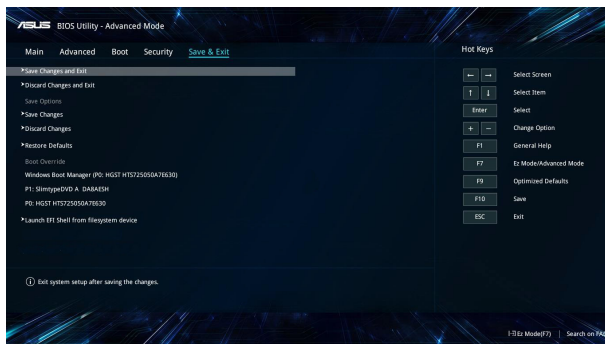 ASUS BIOS Utility - Advanced Mode
Main Advanced Boot Security Save & Exit
Hot Keys
Save Changes and Exit
Discard Changes and Exit
Save Options
Save Changes
Discard Changes
Restore Defaults
Boot Override
Windows Boot Manager (P0: HGST HTS725050A7E630)
P1: SlimtypeDVD A DA8AESH
P0: HGST HTS725050A7E630
Launch EFI Shell from filesystem device
← → Select Screen
↑ ↓ Select Item
Enter Select
+ − Change Option
F1 General Help
F7 Ez Mode/Advanced Mode
F9 Optimized Defaults
F10 Save
ESC Exit
Exit system setup after saving the changes.
Ez Mode(F7) | Search on FAQ